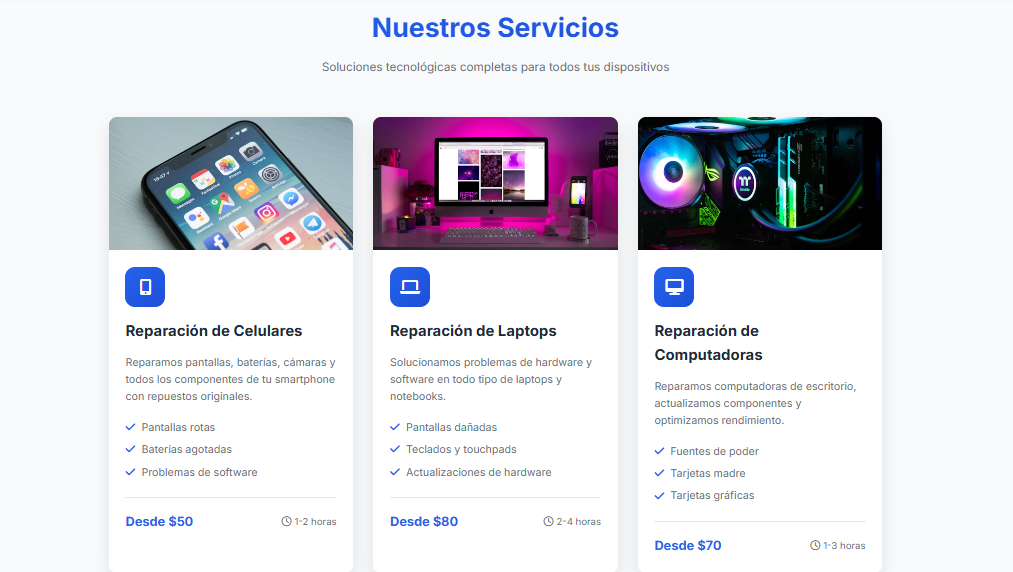 Nuestros Servicios
Soluciones tecnológicas completas para todos tus dispositivos
Reparación de Celulares
Reparamos pantallas, baterías, cámaras y
todos los componentes de tu smartphone
con repuestos originales.
Pantallas rotas
Baterías agotadas
Problemas de software
Desde $50
1-2 horas
Reparación de Laptops
Solucionamos problemas de hardware y
software en todo tipo de laptops y
notebooks.
Pantallas dañadas
Teclados y touchpads
Actualizaciones de hardware
Desde $80
2-4 horas
Reparación de
Computadoras
Reparamos computadoras de escritorio,
actualizamos componentes y
optimizamos rendimiento.
Fuentes de poder
Tarjetas madre
Tarjetas gráficas
Desde $70
1-3 horas